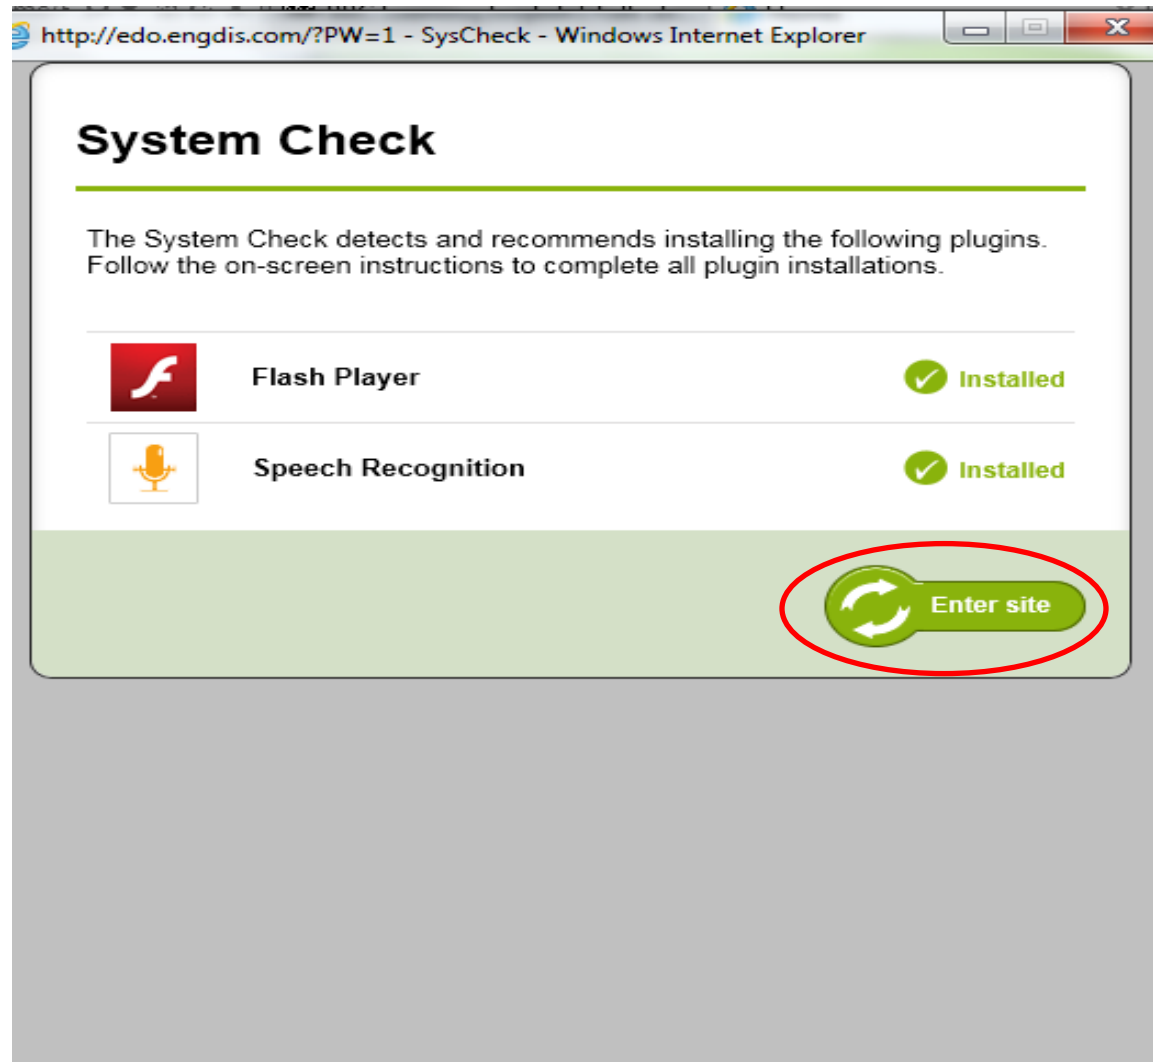 http://edo.engdis.com/?PW=1 - SysCheck - Windows Internet Explorer
System Check
The System Check detects and recommends installing the following plugins.
Follow the on-screen instructions to complete all plugin installations.
Flash Player
Installed
Speech Recognition
Installed
Enter site